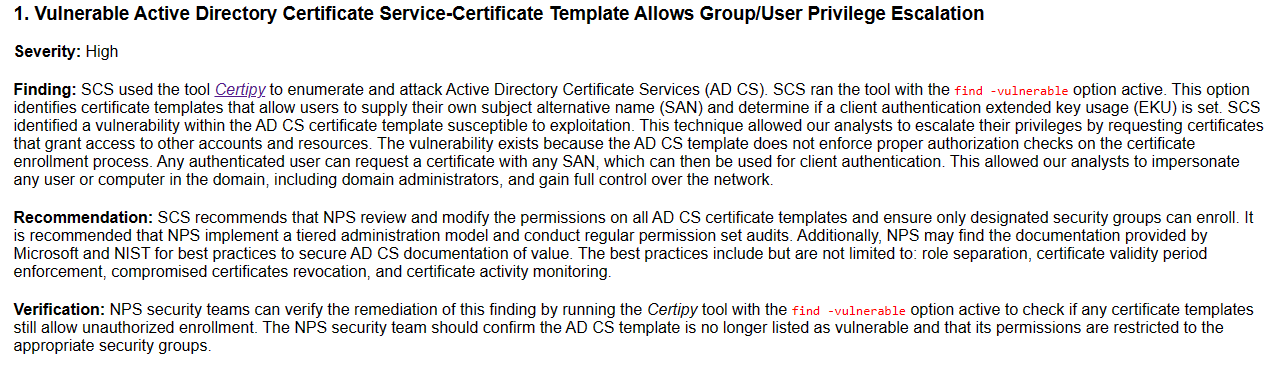 1. Vulnerable Active Directory Certificate Service-Certificate Template Allows Group/User Privilege Escalation
Severity: High
Finding: SCS used the tool Certipy to enumerate and attack Active Directory Certificate Services (AD CS). SCS ran the tool with the find -vulnerable option active. This option
identifies certificate templates that allow users to supply their own subject alternative name (SAN) and determine if a client authentication extended key usage (EKU) is set. SCS
identified a vulnerability within the AD CS certificate template susceptible to exploitation. This technique allowed our analysts to escalate their privileges by requesting certificates
that grant access to other accounts and resources. The vulnerability exists because the AD CS template does not enforce proper authorization checks on the certificate
enrollment process. Any authenticated user can request a certificate with any SAN, which can then be used for client authentication. This allowed our analysts to impersonate
any user or computer in the domain, including domain administrators, and gain full control over the network.
Recommendation: SCS recommends that NPS review and modify the permissions on all AD CS certificate templates and ensure only designated security groups can enroll. It
is recommended that NPS implement a tiered administration model and conduct regular permission set audits. Additionally, NPS may find the documentation provided by
Microsoft and NIST for best practices to secure AD CS documentation of value. The best practices include but are not limited to: role separation, certificate validity period
enforcement, compromised certificates revocation, and certificate activity monitoring.
Verification: NPS security teams can verify the remediation of this finding by running the Certipy tool with the find -vulnerable option active to check if any certificate templates
still allow unauthorized enrollment. The NPS security team should confirm the AD CS template is no longer listed as vulnerable and that its permissions are restricted to the
appropriate security groups.